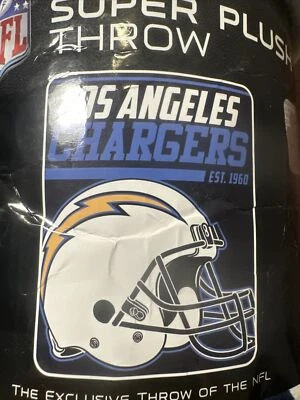 NFL
SUPER PLUSH
THROW
LOS ANGELES
CHARGERS
EST. 1960
THE EXCLUSIVE THROW OF THE NFL